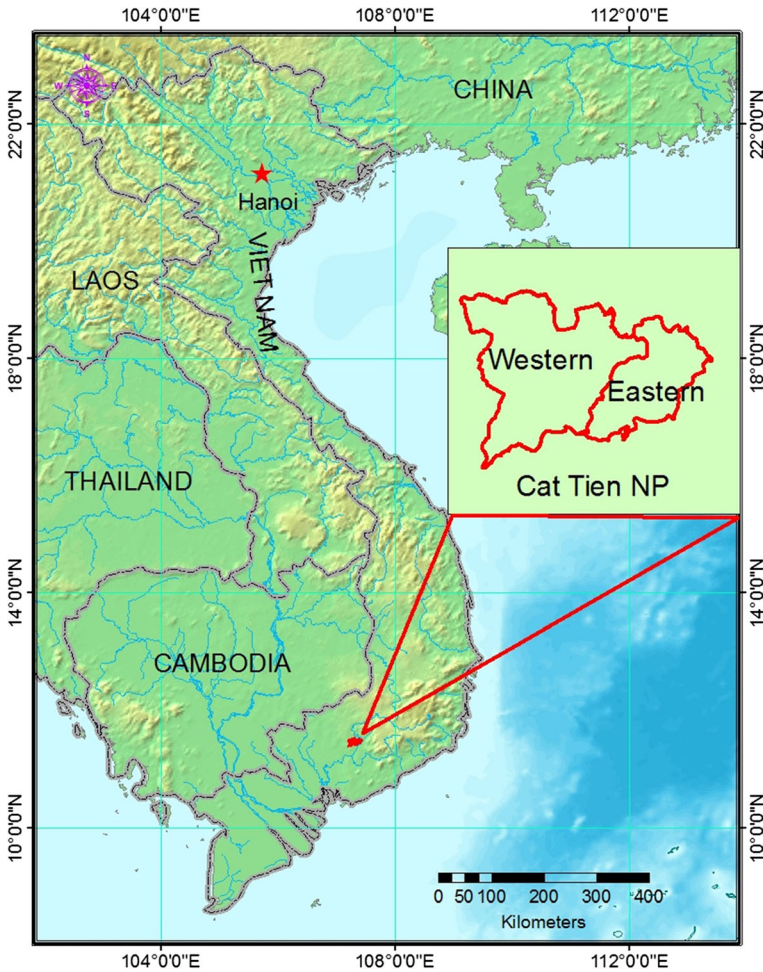 104°0'0"E 108°0'0"E 112°0'0"E
N
W E
S
CHINA
22°0'0"N 22°0'0"N
Hanoi
VIET NAM
LAOS
18°0'0"N 18°0'0"N
Western
Eastern
Cat Tien NP
THAILAND
14°0'0"N 14°0'0"N
CAMBODIA
10°0'0"N 10°0'0"N
0 50 100 200 300 400
Kilometers
104°0'0"E 108°0'0"E 112°0'0"E